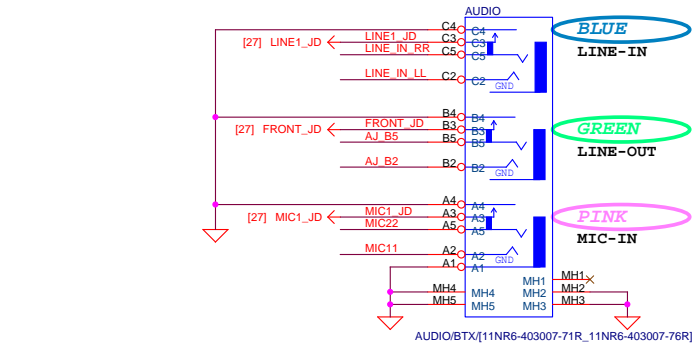 AUDIO
C4 C4 BLUE
[27] LINE1_JD LINE1_JD C3 C3
LINE_IN_RR C5 C5 LINE-IN
LINE_IN_LL C2 C2
GND
B4 B4
[27] FRONT_JD FRONT_JD B3 B3 GREEN
AJ_B5 B5 B5
LINE-OUT
AJ_B2 B2 B2
GND
A4 A4
[27] MIC1_JD MIC1_JD A3 A3 PINK
MIC22 A5 A5
MIC-IN
MIC11 A2 A2
GND
A1 A1
MH1 MH1
MH4 MH4 MH2 MH2
MH5 MH5 MH3 MH3
AUDIO/BTX/[11NR6-403007-71R_11NR6-403007-76R]